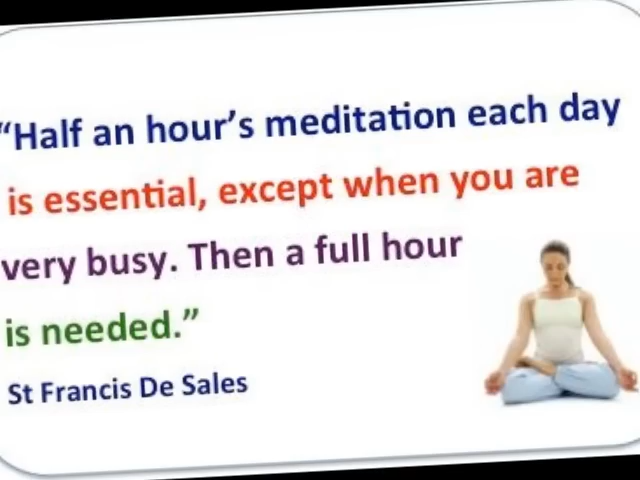 “Half an hour’s meditation each day
is essential, except when you are
very busy. Then a full hour
is needed.”
St Francis De Sales